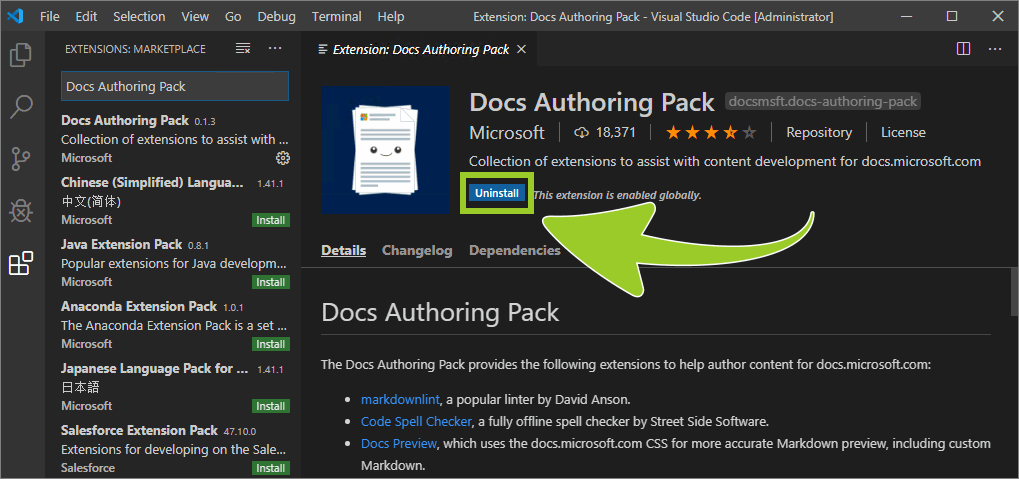 File Edit Selection View Go Debug Terminal Help Extension: Docs Authoring Pack - Visual Studio Code [Administrator]
EXTENSIONS: MARKETPLACE
Docs Authoring Pack
Docs Authoring Pack 0.1.3
Collection of extensions to assist with ...
Microsoft
Chinese (Simplified) Langua... 1.41.1
中文(简体)
Microsoft Install
Java Extension Pack 0.8.1
Popular extensions for Java developm...
Microsoft Install
Anaconda Extension Pack 1.0.1
The Anaconda Extension Pack is a set ...
Microsoft Install
Japanese Language Pack for ... 1.41.1
日本語
Microsoft Install
Salesforce Extension Pack 47.10.0
Extensions for developing on the Sale...
Salesforce Install
Extension: Docs Authoring Pack
Docs Authoring Pack docsmsft.docs-authoring-pack
Microsoft 18,371 Repository License
Collection of extensions to assist with content development for docs.microsoft.com
Uninstall This extension is enabled globally.
Details Changelog Dependencies
Docs Authoring Pack
The Docs Authoring Pack provides the following extensions to help author content for docs.microsoft.com:
• markdownlint, a popular linter by David Anson.
• Code Spell Checker, a fully offline spell checker by Street Side Software.
• Docs Preview, which uses the docs.microsoft.com CSS for more accurate Markdown preview, including custom
Markdown.